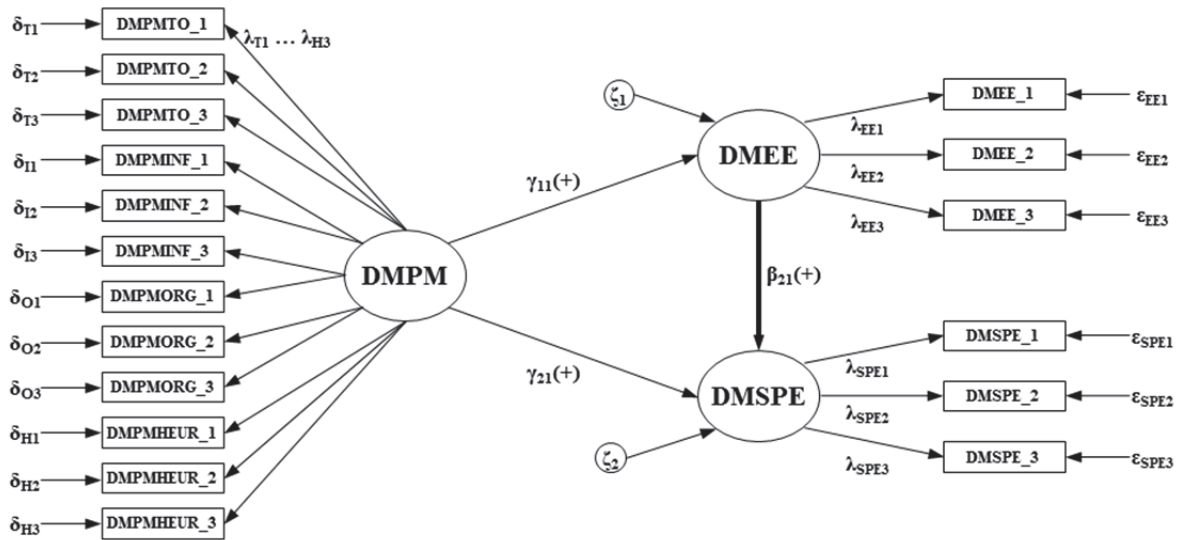 δT1
DMPMTO_1
λT1 … λH3
δT2
DMPMTO_2
δT3
DMPMTO_3
δI1
DMPMINF_1
δI2
DMPMINF_2
δI3
DMPMINF_3
δO1
DMPMORG_1
δO2
DMPMORG_2
δO3
DMPMORG_3
δH1
DMPMHEUR_1
δH2
DMPMHEUR_2
δH3
DMPMHEUR_3
DMPM
γ11(+)
γ21(+)
ζ1
DMEE
λEE1
λEE2
λEE3
DMEE_1
εEE1
DMEE_2
εEE2
DMEE_3
εEE3
β21(+)
ζ2
DMSPE
λSPE1
λSPE2
λSPE3
DMSPE_1
εSPE1
DMSPE_2
εSPE2
DMSPE_3
εSPE3